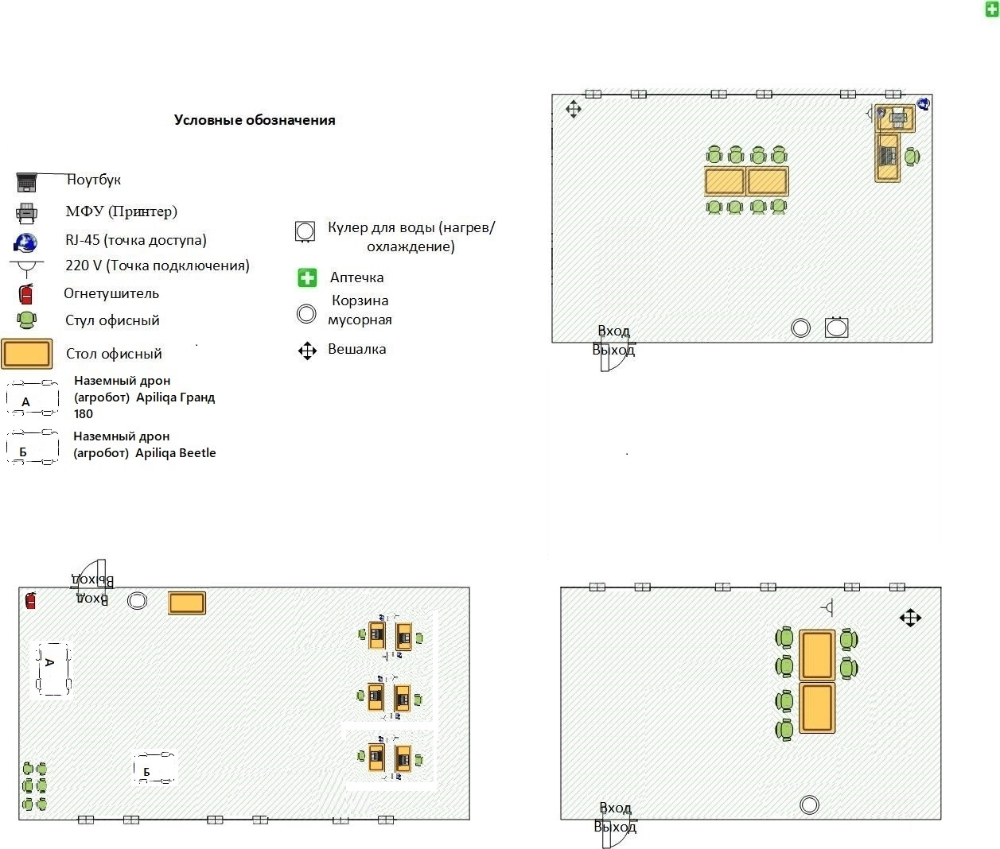 Условные обозначения
Ноутбук
МФУ (Принтер)
RJ-45 (точка доступа)
220 V (Точка подключения)
Огнетушитель
Стул офисный
Стол офисный
А
Наземный дрон
(агробот) Apiliqa Гранд
180
Б
Наземный дрон
(агробот) Apiliqa Beetle
Кулер для воды (нагрев/
охлаждение)
Аптечка
Корзина
мусорная
Вешалка
Вход
Выход
Выход
Вход
А
Б
Вход
Выход